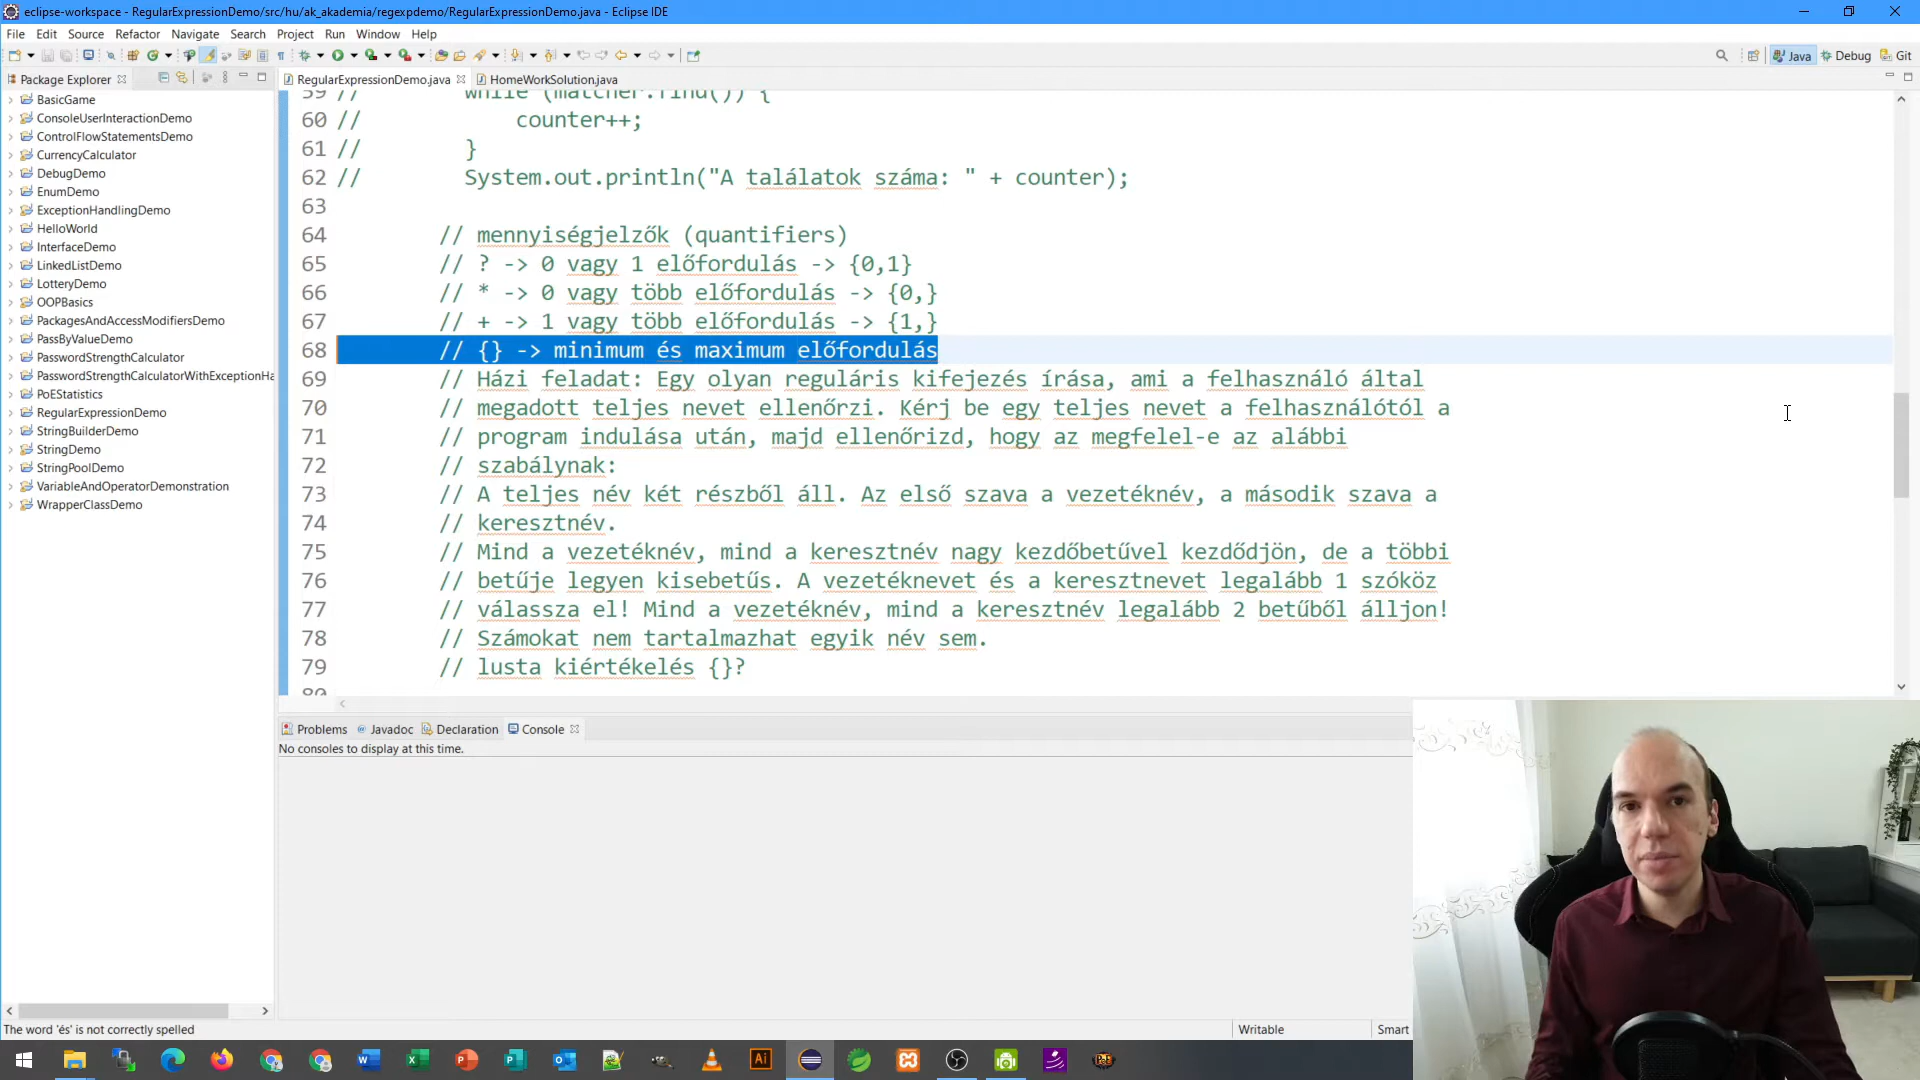 eclipse-workspace - RegularExpressionDemo/src/hu/ak_akademia/regexpdemo/RegularExpressionDemo.java - Eclipse IDE
File Edit Source Refactor Navigate Search Project Run Window Help
Java Debug Git
Package Explorer
RegularExpressionDemo.java HomeWorkSolution.java
BasicGame
ConsoleUserInteractionDemo
ControlFlowStatementsDemo
CurrencyCalculator
DebugDemo
EnumDemo
ExceptionHandlingDemo
HelloWorld
InterfaceDemo
LinkedListDemo
LotteryDemo
OOPBasics
PackagesAndAccessModifiersDemo
PassByValueDemo
PasswordStrengthCalculator
PasswordStrengthCalculatorWithExceptionHa
PoEStatistics
RegularExpressionDemo
StringBuilderDemo
StringDemo
StringPoolDemo
VariableAndOperatorDemonstration
WrapperClassDemo
59 // while (matcher.find()) {
60 // counter++;
61 // }
62 // System.out.println("A találatok száma: " + counter);
63
64 // mennyiségjelzők (quantifiers)
65 // ? -> 0 vagy 1 előfordulás -> {0,1}
66 // * -> 0 vagy több előfordulás -> {0,}
67 // + -> 1 vagy több előfordulás -> {1,}
68 // {} -> minimum és maximum előfordulás
69 // Házi feladat: Egy olyan reguláris kifejezés írása, ami a felhasználó által
70 // megadott teljes nevet ellenőrzi. Kérj be egy teljes nevet a felhasználótól a
71 // program indulása után, majd ellenőrizd, hogy az megfelel-e az alábbi
72 // szabálynak:
73 // A teljes név két részből áll. Az első szava a vezetéknév, a második szava a
74 // keresztnév.
75 // Mind a vezetéknév, mind a keresztnév nagy kezdőbetűvel kezdődjön, de a többi
76 // betűje legyen kisebetűs. A vezetéknevet és a keresztnevet legalább 1 szóköz
77 // válassza el! Mind a vezetéknév, mind a keresztnév legalább 2 betűből álljon!
78 // Számokat nem tartalmazhat egyik név sem.
79 // lusta kiértékelés {}?
80
Problems Javadoc Declaration Console
No consoles to display at this time.
The word 'és' is not correctly spelled
Writable
Smart